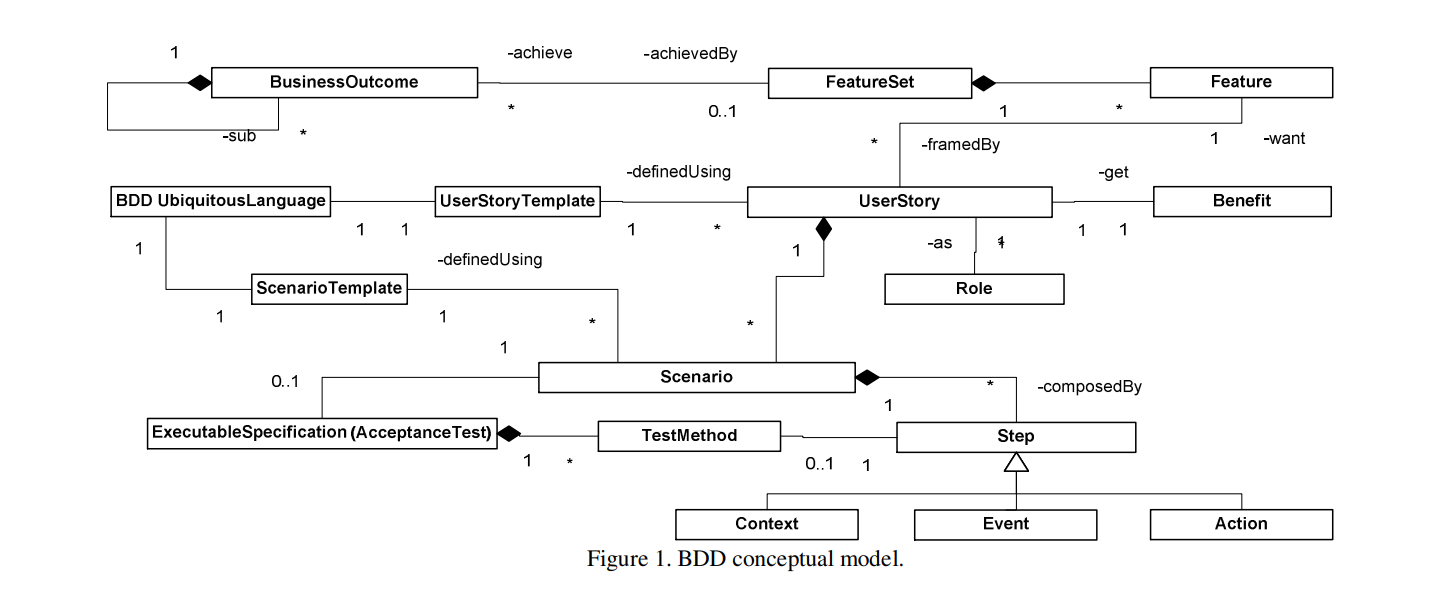 1 -achieve -achievedBy
BusinessOutcome FeatureSet Feature
* 0..1 1 *
-sub * * -framedBy 1 -want
-definedUsing -get
BDD UbiquitousLanguage UserStoryTemplate UserStory Benefit
1 1 1 * 1 1
1 1 -as 1
-definedUsing
ScenarioTemplate Role
1 1 * *
1
Scenario
0..1 * -composedBy
1
ExecutableSpecification (AcceptanceTest) TestMethod Step
1 * 0..1 1
Context Event Action
Figure 1. BDD conceptual model.